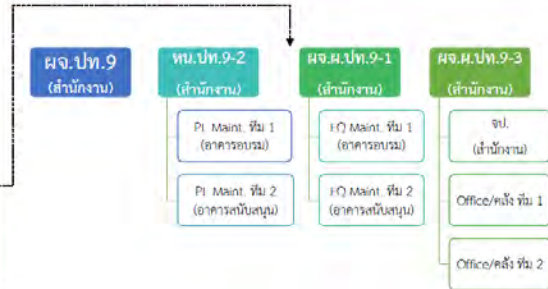 ผจ.ปท.9
(สำนักงาน)
หน.ปท.9-2
(สำนักงาน)
PL Maint. ทีม 1
(อาคารอบรม)
PL Maint. ทีม 2
(อาคารสนับสนุน)
ผจ.ผ.ปท.9-1
(สำนักงาน)
EQ Maint. ทีม 1
(อาคารอบรม)
EQ Maint. ทีม 2
(อาคารสนับสนุน)
ผจ.ผ.ปท.9-3
(สำนักงาน)
จป.
(สำนักงาน)
Office/คลัง ทีม 1
Office/คลัง ทีม 2